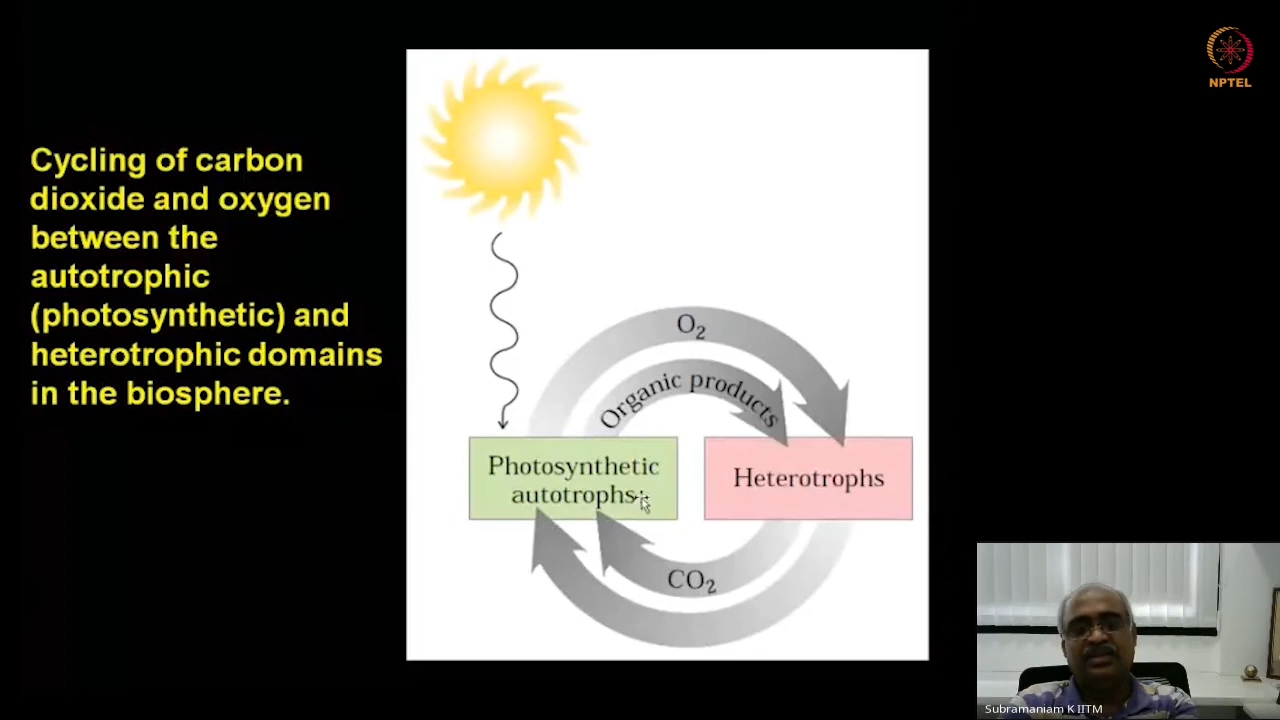 NPTEL
Cycling of carbon
dioxide and oxygen
between the
autotrophic
(photosynthetic) and
heterotrophic domains
in the biosphere.
O₂
Organic products
Photosynthetic
autotrophs
Heterotrophs
CO₂
Subramaniam K IITM